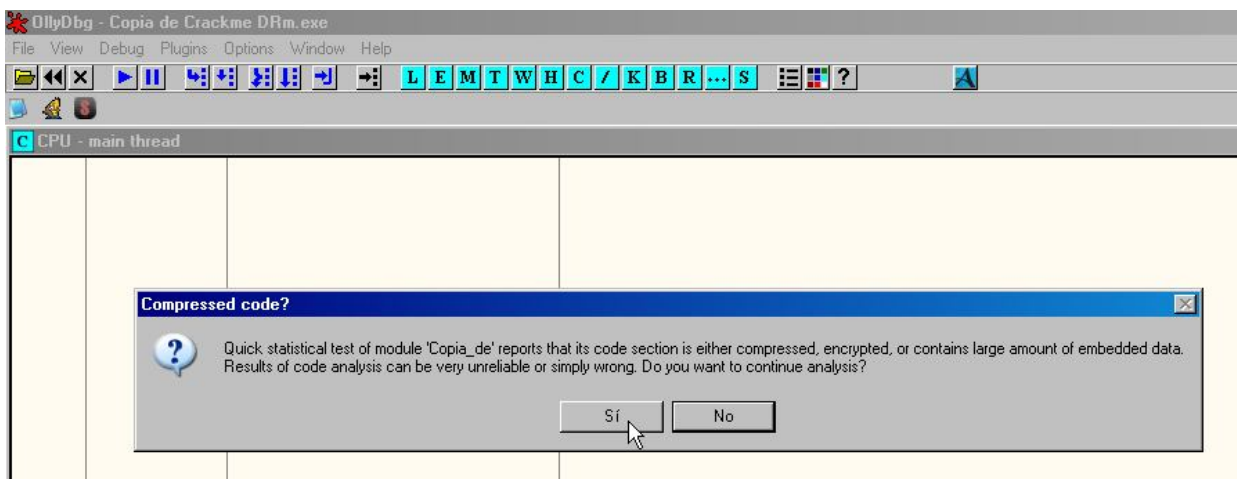 OllyDbg - Copia de Crackme DRm.exe
File View Debug Plugins Options Window Help
L E M T W H C / K B R ... S ?
A
S
C CPU - main thread
Compressed code?
Quick statistical test of module 'Copia_de' reports that its code section is either compressed, encrypted, or contains large amount of embedded data.
Results of code analysis can be very unreliable or simply wrong. Do you want to continue analysis?
Sí No